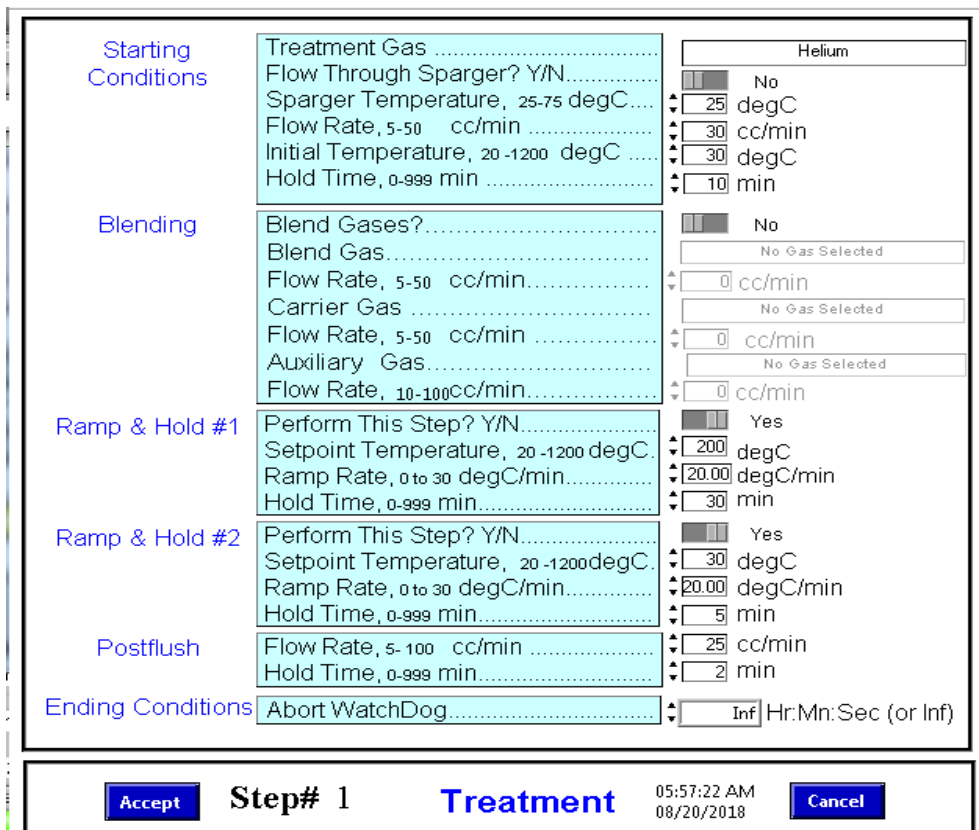 Starting Conditions
Treatment Gas ............................ Helium
Flow Through Sparger? Y/N.............. No
Sparger Temperature, 25-75 degC.... 25 degC
Flow Rate, 5-50 cc/min .................. 30 cc/min
Initial Temperature, 20 -1200 degC ..... 30 degC
Hold Time, 0-999 min ........................ 10 min
Blending
Blend Gases?................................. No
Blend Gas..................................... No Gas Selected
Flow Rate, 5-50 cc/min................. 0 cc/min
Carrier Gas .................................. No Gas Selected
Flow Rate, 5-50 cc/min ................. 0 cc/min
Auxiliary Gas................................ No Gas Selected
Flow Rate, 10-100cc/min................. 0 cc/min
Ramp & Hold #1
Perform This Step? Y/N.................... Yes
Setpoint Temperature, 20 -1200 degC. 200 degC
Ramp Rate, 0 to 30 degC/min............. 20.00 degC/min
Hold Time, 0-999 min......................... 30 min
Ramp & Hold #2
Perform This Step? Y/N.................... Yes
Setpoint Temperature, 20 -1200degC. 30 degC
Ramp Rate, 0 to 30 degC/min............. 20.00 degC/min
Hold Time, 0-999 min......................... 5 min
Postflush
Flow Rate, 5- 100 cc/min .................. 25 cc/min
Hold Time, 0-999 min......................... 2 min
Ending Conditions
Abort WatchDog.............................. Inf Hr:Mn:Sec (or Inf)
Accept Step# 1 Treatment 05:57:22 AM Cancel
08/20/2018